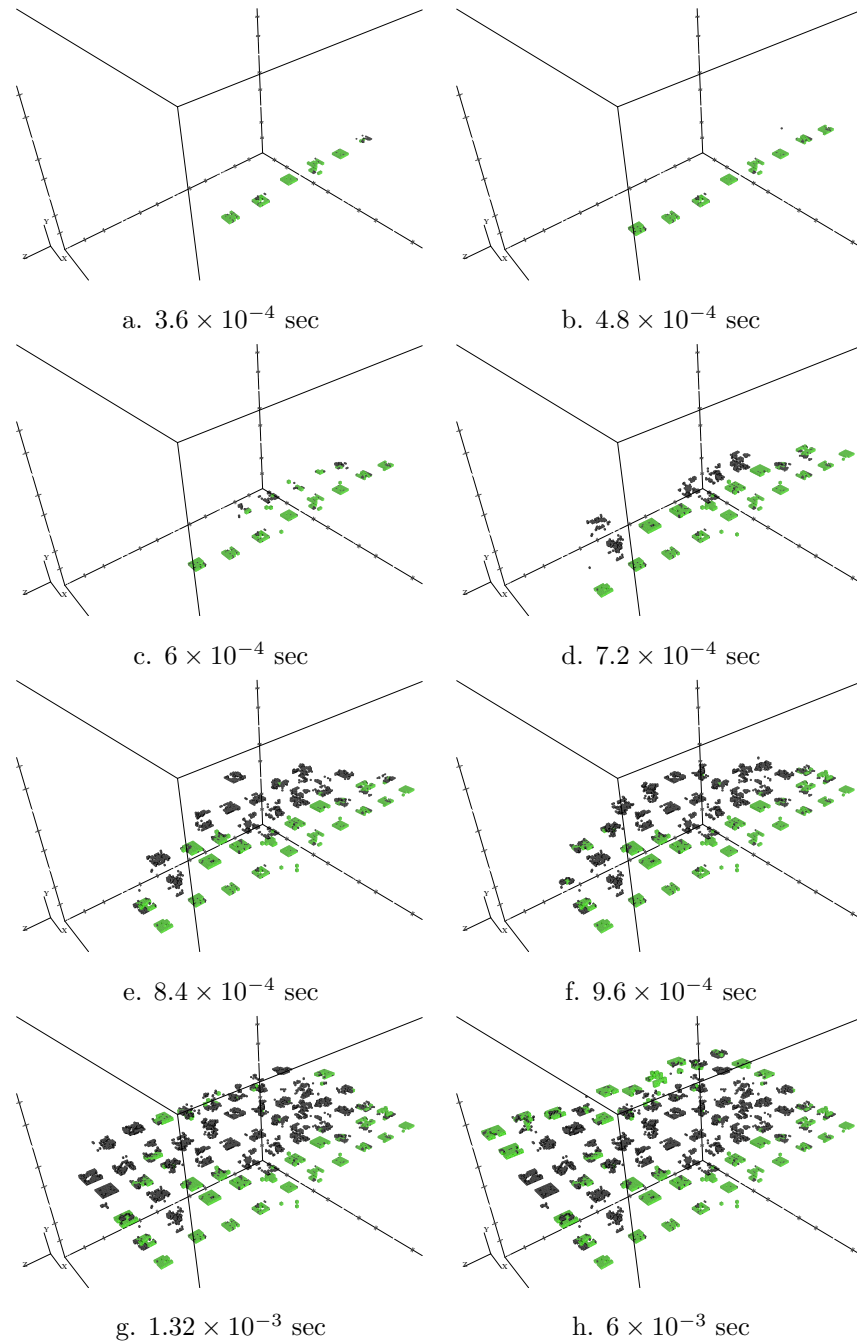 Y
Z
X
Y
Z
X
a. 3.6 × 10⁻⁴ sec
b. 4.8 × 10⁻⁴ sec
Y
Z
X
Y
Z
X
c. 6 × 10⁻⁴ sec
d. 7.2 × 10⁻⁴ sec
Y
Z
X
Y
Z
X
e. 8.4 × 10⁻⁴ sec
f. 9.6 × 10⁻⁴ sec
Y
Z
X
Y
Z
X
g. 1.32 × 10⁻³ sec
h. 6 × 10⁻³ sec